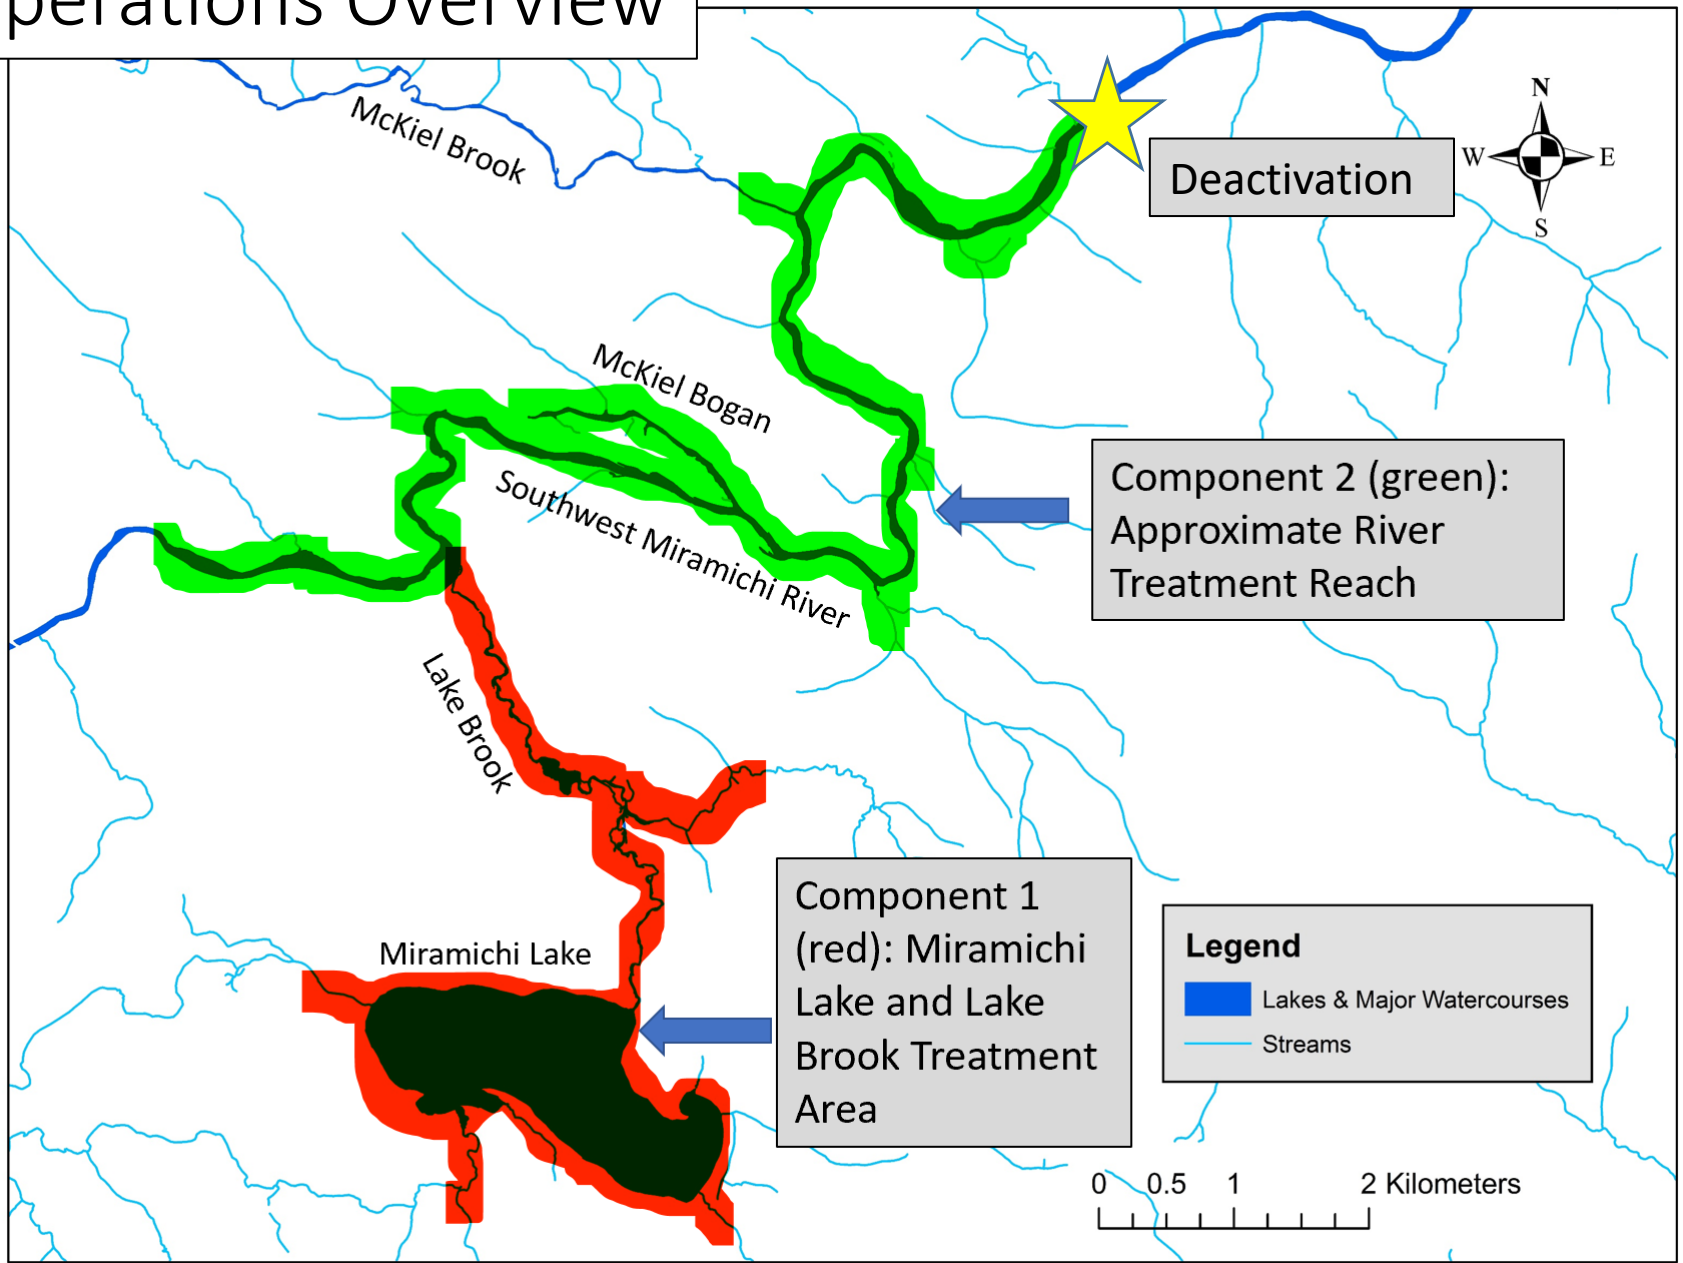 perations Overview
N
W
E
S
McKiel Brook
Deactivation
McKiel Bogan
Southwest Miramichi River
Component 2 (green):
Approximate River
Treatment Reach
Lake Brook
Component 1
(red): Miramichi
Lake and Lake
Brook Treatment
Area
Miramichi Lake
Legend
Lakes & Major Watercourses
Streams
0 0.5 1 2 Kilometers